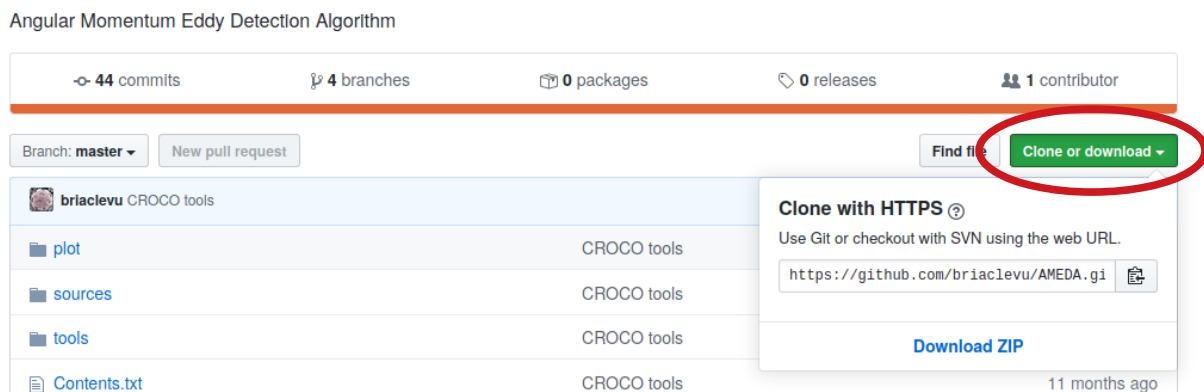 Angular Momentum Eddy Detection Algorithm
44 commits
4 branches
0 packages
0 releases
1 contributor
Branch: master
New pull request
Find file
Clone or download
briaclevu CROCO tools
Clone with HTTPS
Use Git or checkout with SVN using the web URL.
https://github.com/briaclevu/AMEDA.gi
Download ZIP
plot CROCO tools
sources CROCO tools
tools CROCO tools
Contents.txt CROCO tools 11 months ago